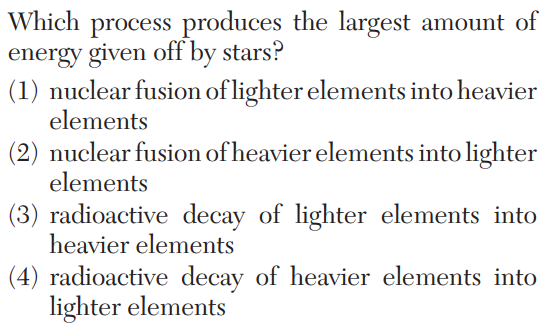 Which process produces the largest amount of
energy given off by stars?
(1) nuclear fusion of lighter elements into heavier
elements
(2) nuclear fusion of heavier elements into lighter
elements
(3) radioactive decay of lighter elements into
heavier elements
(4) radioactive decay of heavier elements into
lighter elements